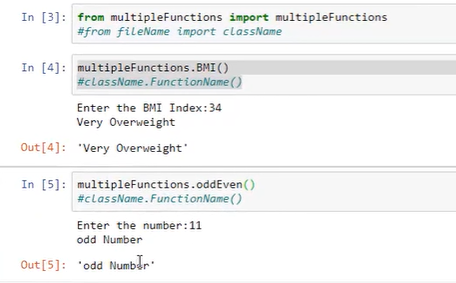 In [3]: from multipleFunctions import multipleFunctions
#from fileName import className
In [4]: multipleFunctions.BMI()
#className.FunctionName()
Enter the BMI Index:34
Very Overweight
Out[4]: 'Very Overweight'
In [5]: multipleFunctions.oddEven()
#className.FunctionName()
Enter the number:11
odd Number
Out[5]: 'odd Number'